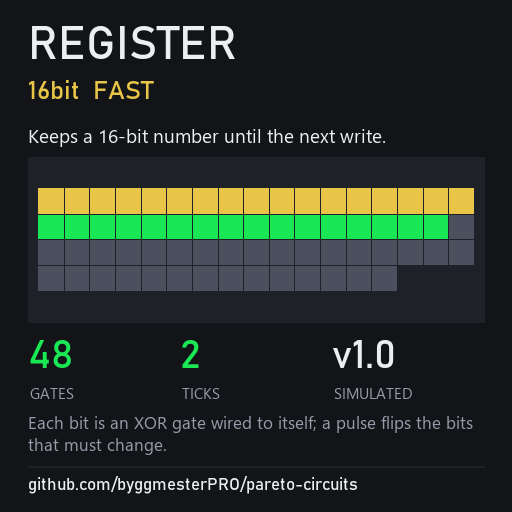 REGISTER
16bit FAST
Keeps a 16-bit number until the next write.
48 2 v1.0
GATES TICKS SIMULATED
Each bit is an XOR gate wired to itself; a pulse flips the bits
that must change.
github.com/byggmesterPRO/pareto-circuits